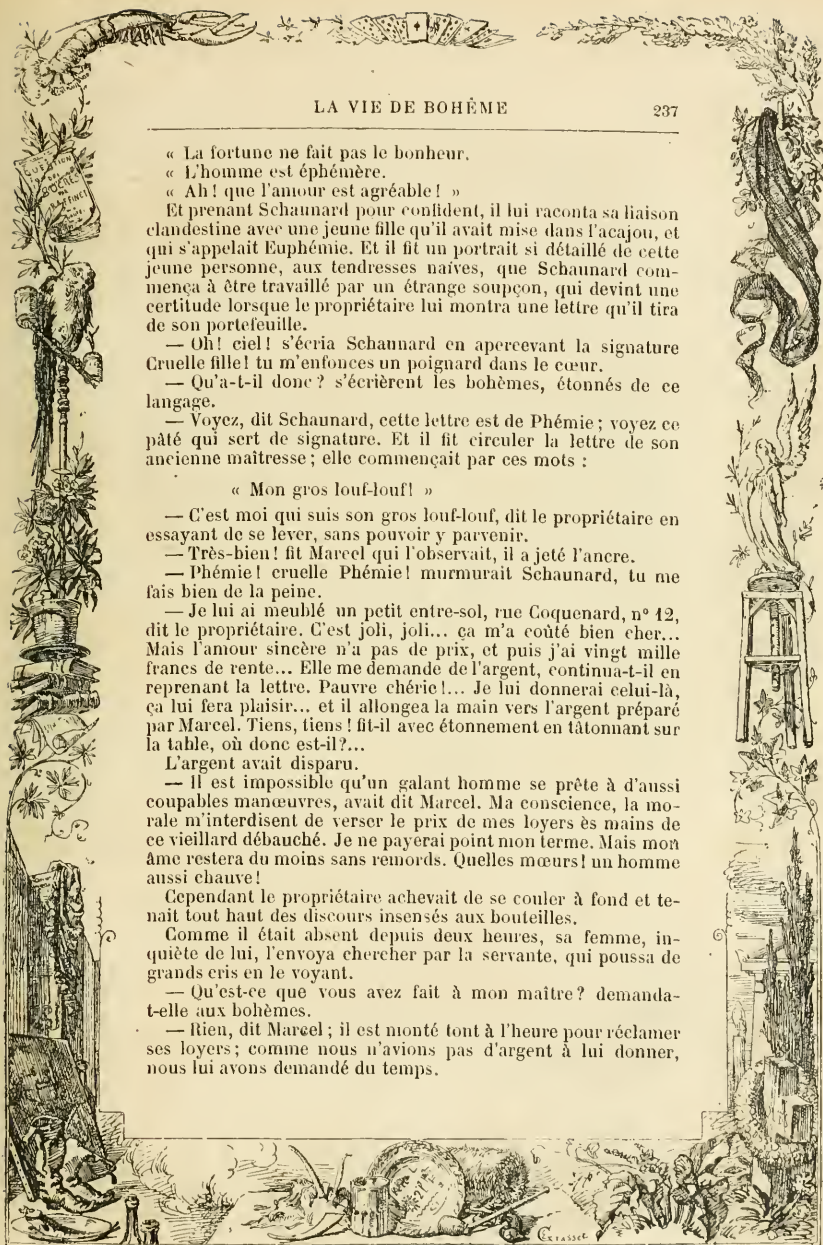 LA VIE DE BOHÈME 237
« La fortune ne fait pas le bonheur.
« L'homme est éphémère.
« Ah ! que l'amour est agréable ! »
Et prenant Schaunard pour confident, il lui raconta sa liaison
clandestine avec une jeune fille qu'il avait mise dans l'acajou, et
qui s'appelait Euphémie. Et il fit un portrait si détaillé de cette
jeune personne, aux tendresses naïves, que Schaunard com-
mença à être travaillé par un étrange soupçon, qui devint une
certitude lorsque le propriétaire lui montra une lettre qu'il tira
de son portefeuille.
— Oh! ciel! s'écria Schaunard en apercevant la signature
Cruelle fille! tu m'enfonces un poignard dans le cœur.
— Qu'a-t-il donc ? s'écrièrent les bohèmes, étonnés de ce
langage.
— Voyez, dit Schaunard, cette lettre est de Phémie ; voyez ce
pâté qui sert de signature. Et il fit circuler la lettre de son
ancienne maîtresse ; elle commençait par ces mots :
« Mon gros louf-louf! »
— C'est moi qui suis son gros louf-louf, dit le propriétaire en
essayant de se lever, sans pouvoir y parvenir.
— Très-bien ! fit Marcel qui l'observait, il a jeté l'ancre.
— Phémie ! cruelle Phémie ! murmurait Schaunard, tu me
fais bien de la peine.
— Je lui ai meublé un petit entre-sol, rue Coquenard, n° 12,
dit le propriétaire. C'est joli, joli... ça m'a coûté bien cher...
Mais l'amour sincère n'a pas de prix, et puis j'ai vingt mille
francs de rente... Elle me demande de l'argent, continua-t-il en
reprenant la lettre. Pauvre chérie !... Je lui donnerai celui-là,
ça lui fera plaisir... et il allongea la main vers l'argent préparé
par Marcel. Tiens, tiens ! fit-il avec étonnement en tâtonnant sur
la table, où donc est-il?...
L'argent avait disparu.
— Il est impossible qu'un galant homme se prête à d'aussi
coupables manœuvres, avait dit Marcel. Ma conscience, la mo-
rale m'interdisent de verser le prix de mes loyers ès mains de
ce vieillard débauché. Je ne payerai point mon terme. Mais mon
âme restera du moins sans remords. Quelles mœurs! un homme
aussi chauve !
Cependant le propriétaire achevait de se couler à fond et te-
nait tout haut des discours insensés aux bouteilles.
Comme il était absent depuis deux heures, sa femme, in-
quiète de lui, l'envoya chercher par la servante, qui poussa de
grands cris en le voyant.
— Qu'est-ce que vous avez fait à mon maître ? demanda-
t-elle aux bohèmes.
— Rien, dit Marcel ; il est monté tout à l'heure pour réclamer
ses loyers ; comme nous n'avions pas d'argent à lui donner,
nous lui avons demandé du temps.